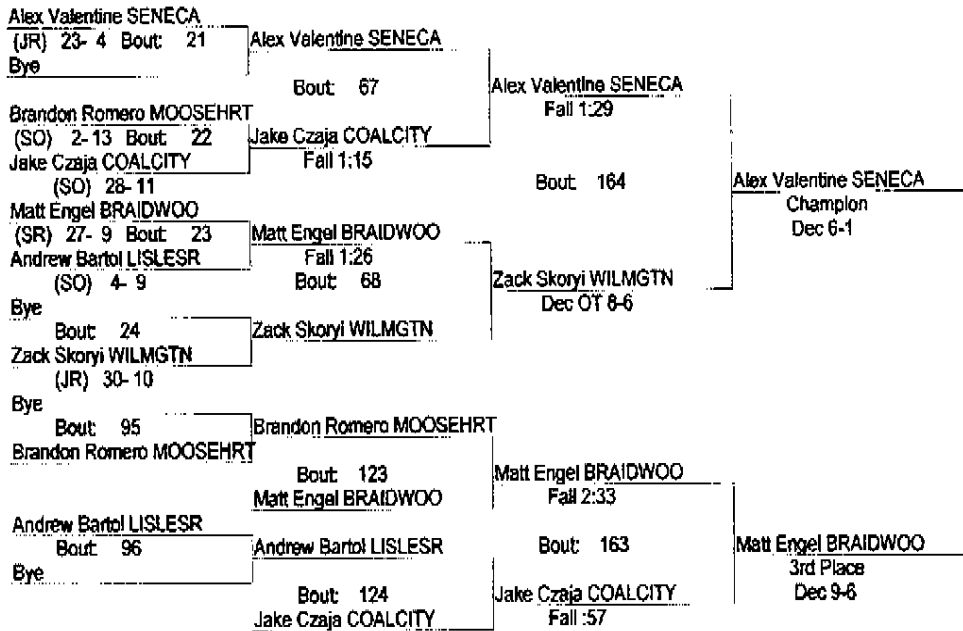 Alex Valentine SENECA
(JR) 23- 4 Bout: 21
Bye
Alex Valentine SENECA
Bout: 67
Brandon Romero MOOSEHRT
(SO) 2- 13 Bout: 22
Jake Czaja COALCITY
(SO) 28- 11
Jake Czaja COALCITY
Fall 1:15
Alex Valentine SENECA
Fall 1:29
Bout: 164
Alex Valentine SENECA
Champion
Dec 6-1
Matt Engel BRAIDWOO
(SR) 27- 9 Bout: 23
Andrew Bartol LISLESR
(SO) 4- 9
Matt Engel BRAIDWOO
Fall 1:26
Bout: 68
Zack Skoryi WILMGTN
Dec OT 8-6
Bye
Bout: 24
Zack Skoryi WILMGTN
(JR) 30- 10
Zack Skoryi WILMGTN
Bye
Bout: 95
Brandon Romero MOOSEHRT
Brandon Romero MOOSEHRT
Bout: 123
Matt Engel BRAIDWOO
Matt Engel BRAIDWOO
Fall 2:33
Andrew Bartol LISLESR
Bout: 96
Bye
Andrew Bartol LISLESR
Bout: 124
Jake Czaja COALCITY
Bout: 163
Jake Czaja COALCITY
Fall :57
Matt Engel BRAIDWOO
3rd Place
Dec 9-6